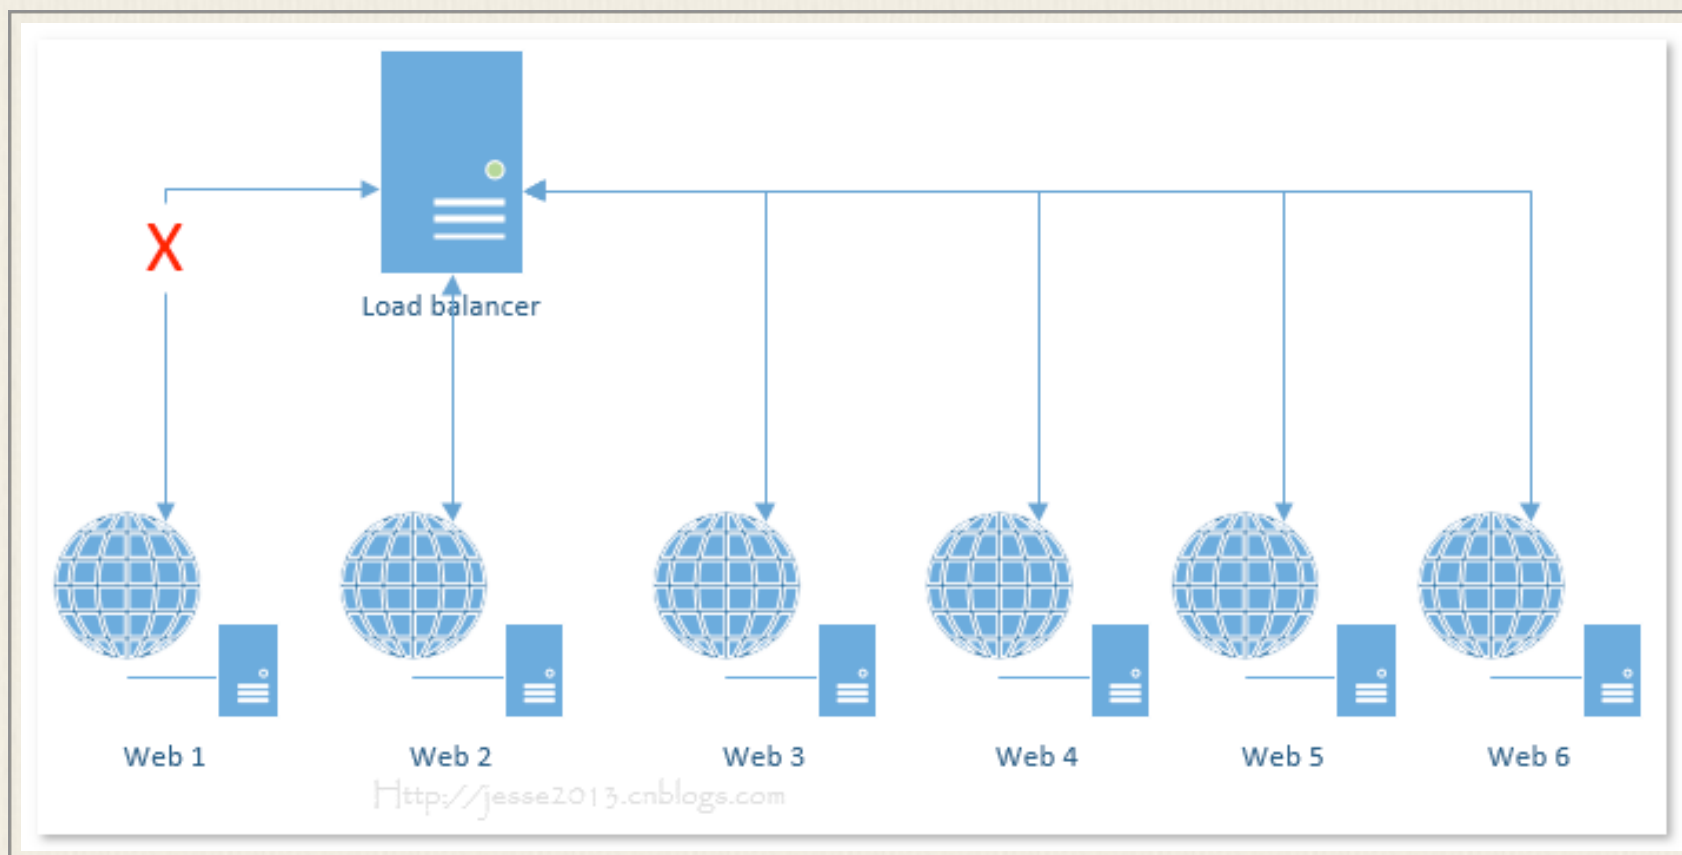 X
Load balancer
Web 1
Web 2
Web 3
Web 4
Web 5
Web 6
Http://jesse2013.cnblogs.com